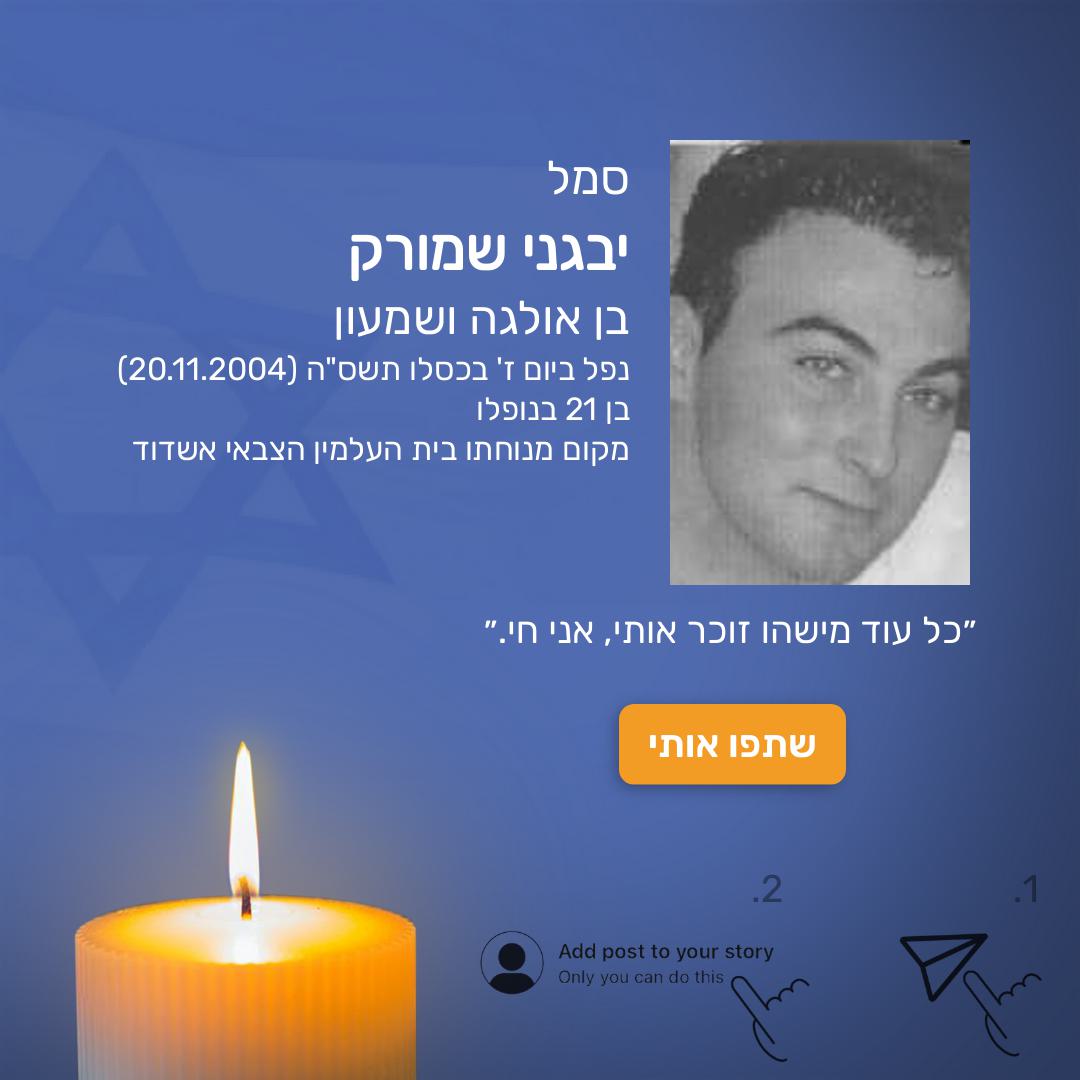 סמל
יבגני שמורק
בן אולגה ושמעון
נפל ביום ז' בכסלו תשס"ה (20.11.2004)
בן 21 בנופלו
מקום מנוחתו בית העלמין הצבאי אשדוד
״כל עוד מישהו זוכר אותי, אני חי.״
שתפו אותי
.1
.2
Add post to your story
Only you can do this